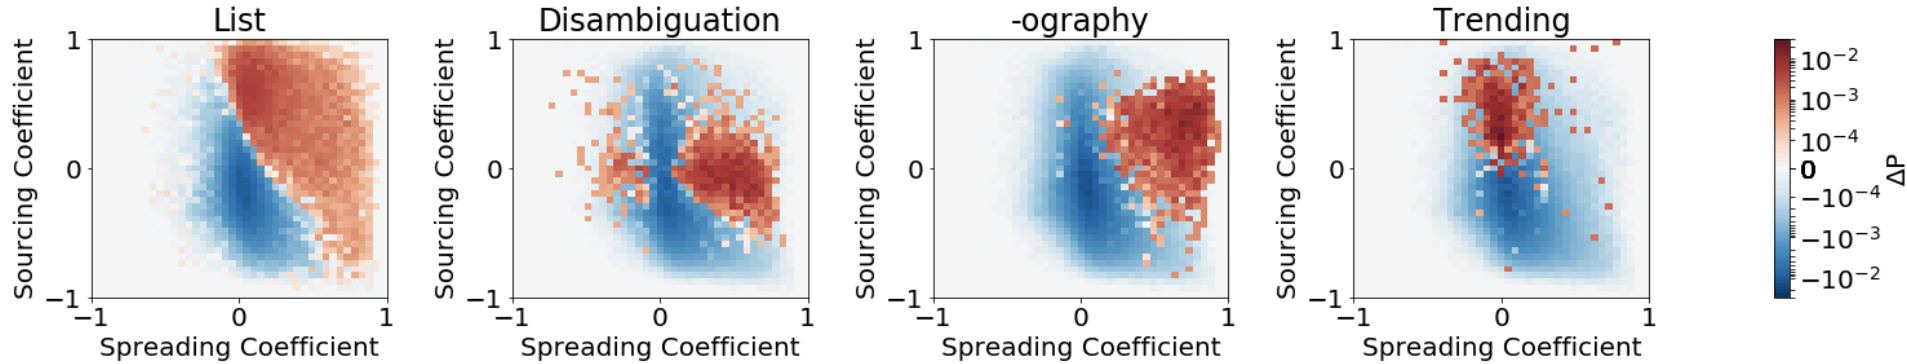 List
Disambiguation
-ography
Trending
1
0
−1
Sourcing Coefficient
−1
0
1
Spreading Coefficient
1
0
−1
Sourcing Coefficient
−1
0
1
Spreading Coefficient
1
0
−1
Sourcing Coefficient
−1
0
1
Spreading Coefficient
1
0
−1
Sourcing Coefficient
−1
0
1
Spreading Coefficient
10⁻²
10⁻³
10⁻⁴
0
−10⁻⁴
−10⁻³
−10⁻²
ΔP